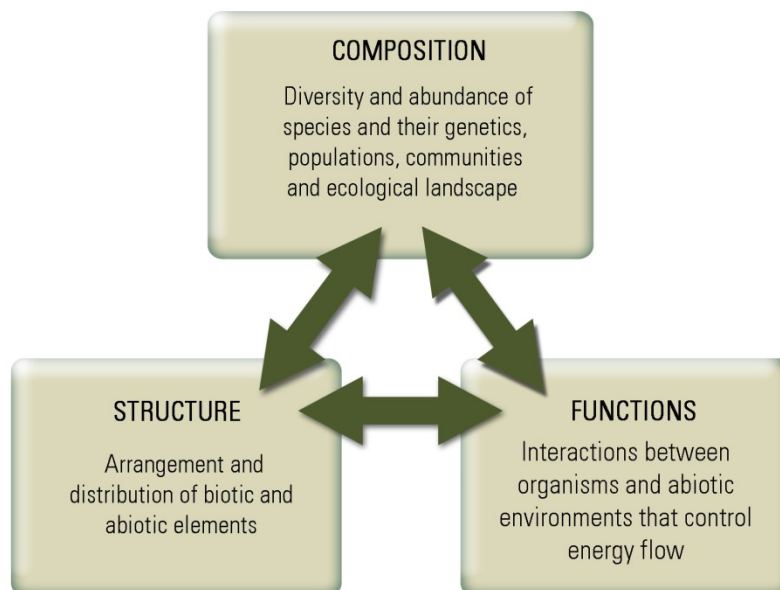 COMPOSITION
Diversity and abundance of
species and their genetics,
populations, communities
and ecological landscape
STRUCTURE
Arrangement and
distribution of biotic and
abiotic elements
FUNCTIONS
Interactions between
organisms and abiotic
environments that control
energy flow